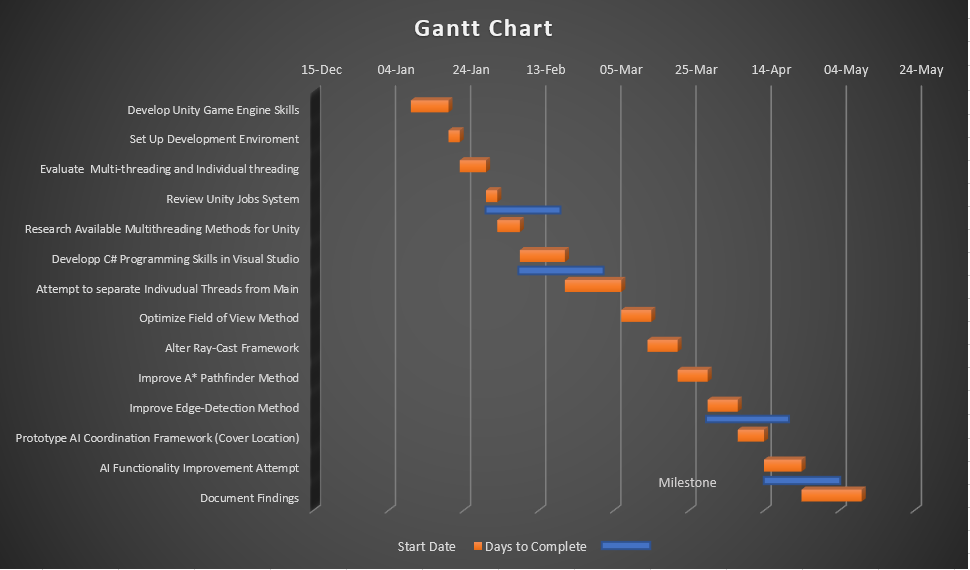 Gantt Chart
15-Dec 04-Jan 24-Jan 13-Feb 05-Mar 25-Mar 14-Apr 04-May 24-May
Develop Unity Game Engine Skills
Set Up Development Enviroment
Evaluate  Multi-threading and Individual threading
Review Unity Jobs System
Research Available Multithreading Methods for Unity
Developp C# Programming Skills in Visual Studio
Attempt to separate Indivudual Threads from Main
Optimize Field of View Method
Alter Ray-Cast Framework
Improve A* Pathfinder Method
Improve Edge-Detection Method
Prototype AI Coordination Framework (Cover Location)
AI Functionality Improvement Attempt
Milestone
Document Findings
Start Date Days to Complete